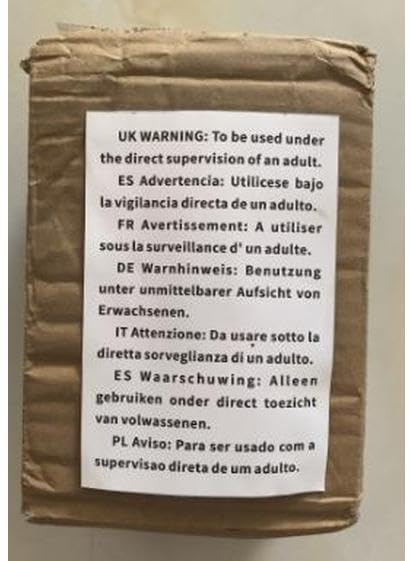 UK WARNING: To be used under
the direct supervision of an adult.
ES Advertencia: Utilicese bajo
la vigilancia directa de un adulto.
FR Avertissement: A utiliser
sous la surveillance d' un adulte.
DE Warnhinweis: Benutzung
unter unmittelbarer Aufsicht von
Erwachsenen.
IT Attenzione: Da usare sotto la
diretta sorveglianza di un adulto.
ES Waarschuwing: Alleen
gebruiken onder direct toezicht
van volwassenen.
PL Aviso: Para ser usado com a
supervisao direta de um adulto.